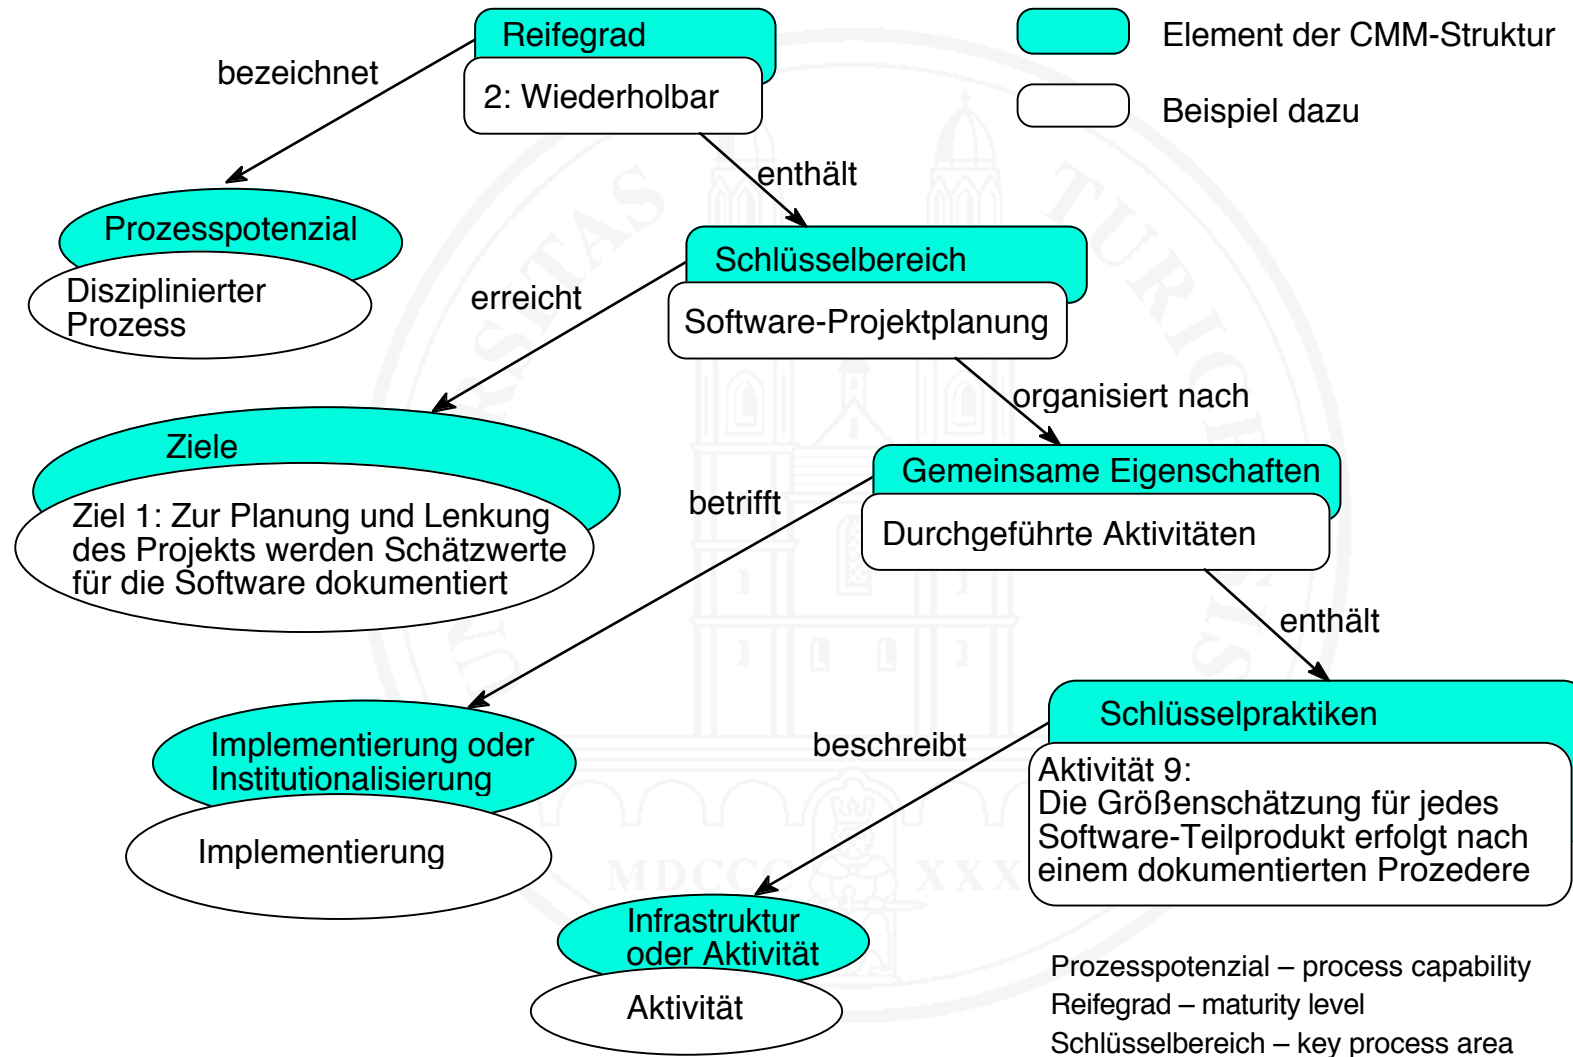 Reifegrad
2: Wiederholbar
Element der CMM-Struktur
Beispiel dazu
bezeichnet
enthält
Prozesspotenzial
Disziplinierter
Prozess
Schlüsselbereich
Software-Projektplanung
erreicht
organisiert nach
Ziele
Ziel 1: Zur Planung und Lenkung
des Projekts werden Schätzwerte
für die Software dokumentiert
Gemeinsame Eigenschaften
Durchgeführte Aktivitäten
betrifft
enthält
Implementierung oder
Institutionalisierung
Implementierung
Schlüsselpraktiken
Aktivität 9:
Die Größenschätzung für jedes
Software-Teilprodukt erfolgt nach
einem dokumentierten Prozedere
beschreibt
Infrastruktur
oder Aktivität
Aktivität
Prozesspotenzial – process capability
Reifegrad – maturity level
Schlüsselbereich – key process area
MDCCC XXX
TURICENSIS